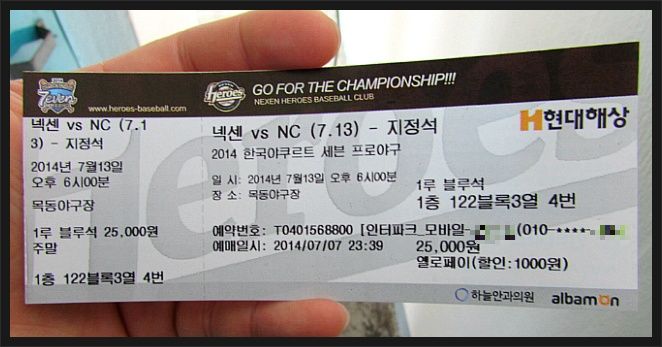 7even
www.heroes-baseball.com
Heroes
GO FOR THE CHAMPIONSHIP!!!
NEXEN HEROES BASEBALL CLUB
넥센 vs NC (7.1
3) - 지정석
2014년 7월13일
오후 6시00분
목동야구장
1루 블루석 25,000원
주말
1층 122블록3열 4번
넥센 vs NC (7.13) - 지정석
2014 한국야쿠르트 세븐 프로야구
일 시: 2014년 7월13일 오후 6시00분
장 소: 목동야구장
예약번호: T0401568800 [인터파크_모바일- (010-****-
예매일시: 2014/07/07 23:39
H현대해상
1루 블루석
1층 122블록3열 4번
25,000원
옐로페이(할인:1000원)
하늘안과의원
albamon